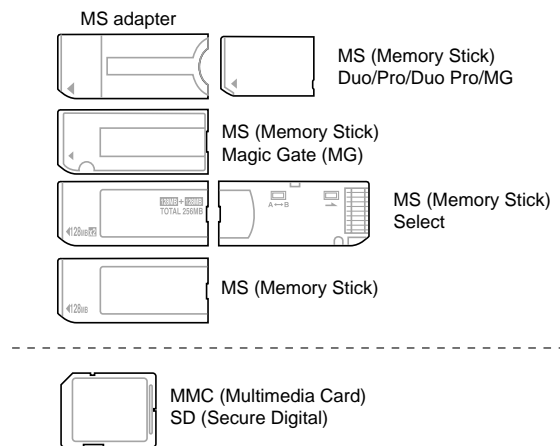 MS adapter
MS (Memory Stick)
Duo/Pro/Duo Pro/MG
MS (Memory Stick)
Magic Gate (MG)
128MB + 128MB
TOTAL 256MB
128MBX2
A↔B
MS (Memory Stick)
Select
128MB
MS (Memory Stick)
MMC (Multimedia Card)
SD (Secure Digital)